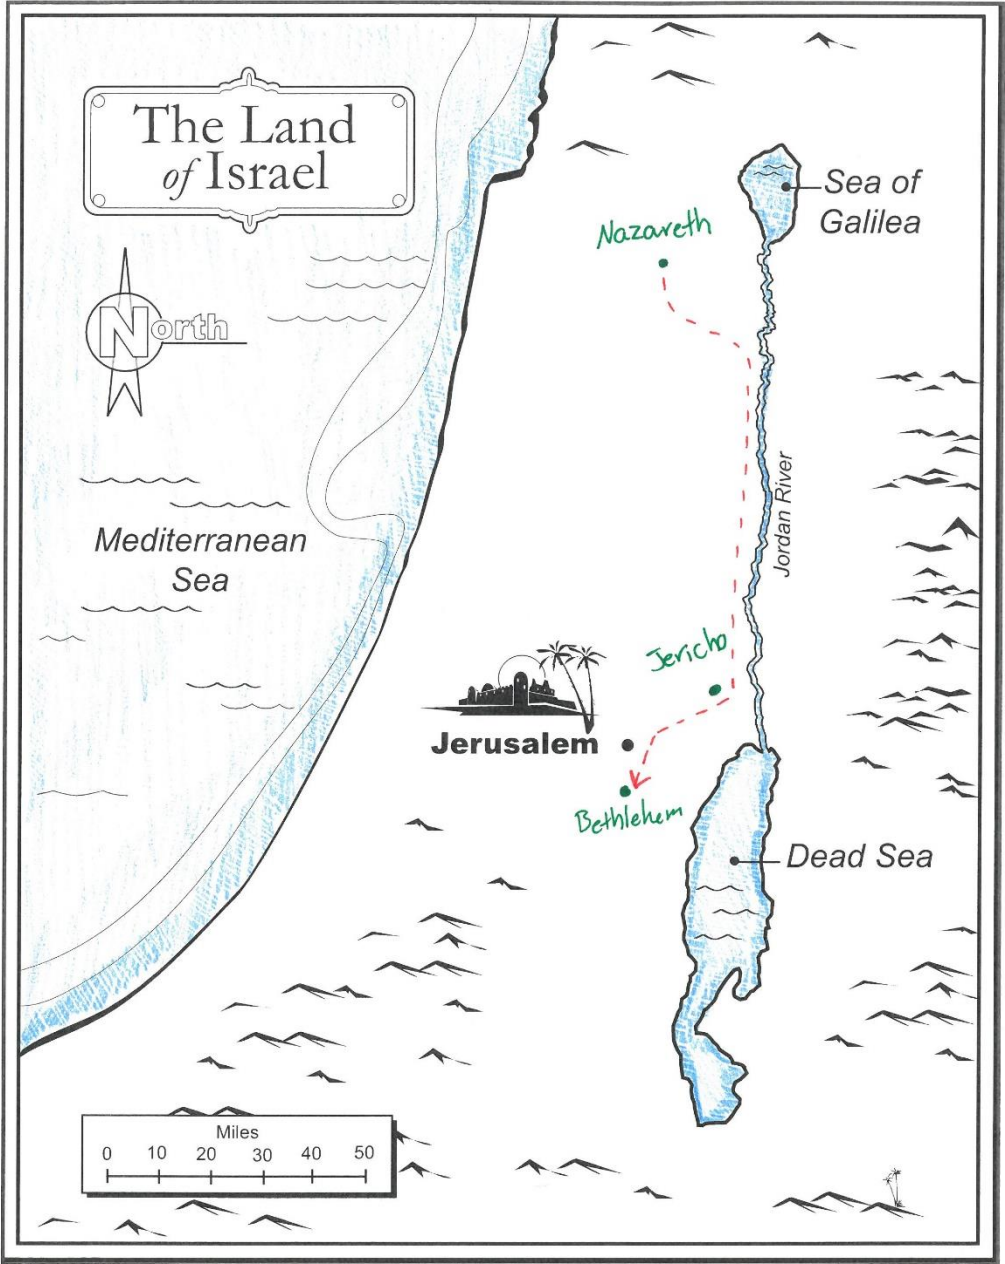 The Land
of Israel
Sea of
Galilea
Nazareth
North
Jordan River
Mediterranean
Sea
Jericho
Jerusalem
Bethlehem
Dead Sea
Miles
0 10 20 30 40 50